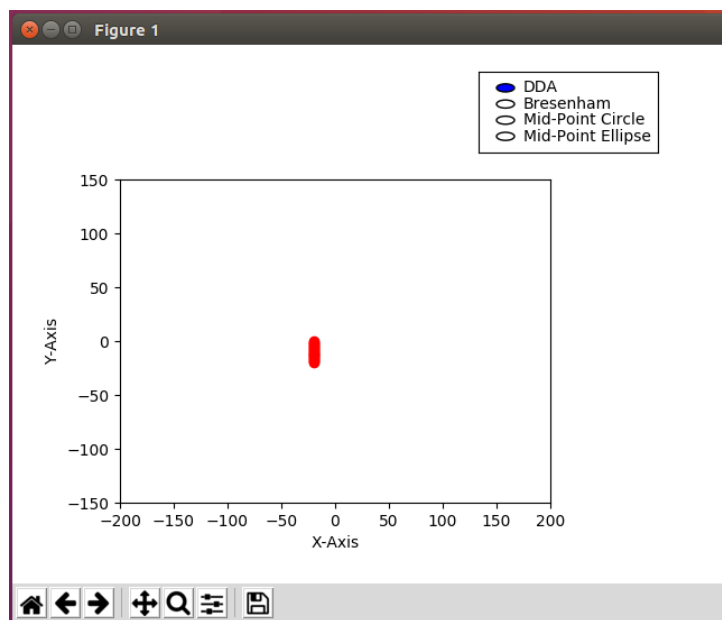 Figure 1
DDA
Bresenham
Mid-Point Circle
Mid-Point Ellipse
150
100
50
0
−50
−100
−150
Y-Axis
−200 −150 −100 −50 0 50 100 150 200
X-Axis